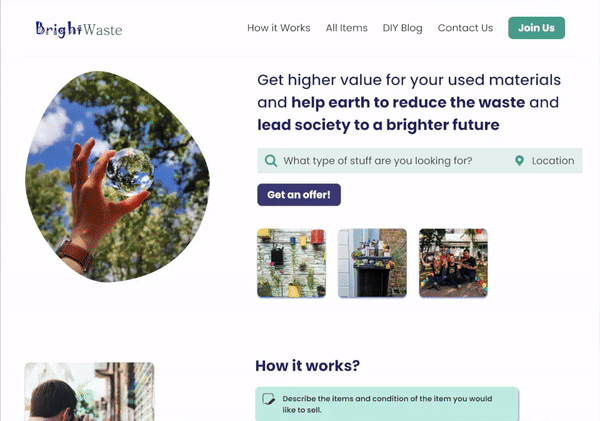 BrightWaste
How it Works
All Items
DIY Blog
Contact Us
Join Us
Get higher value for your used materials
and help earth to reduce the waste and
lead society to a brighter future
What type of stuff are you looking for?
Location
Get an offer!
How it works?
Describe the items and condition of the item you would
like to sell.